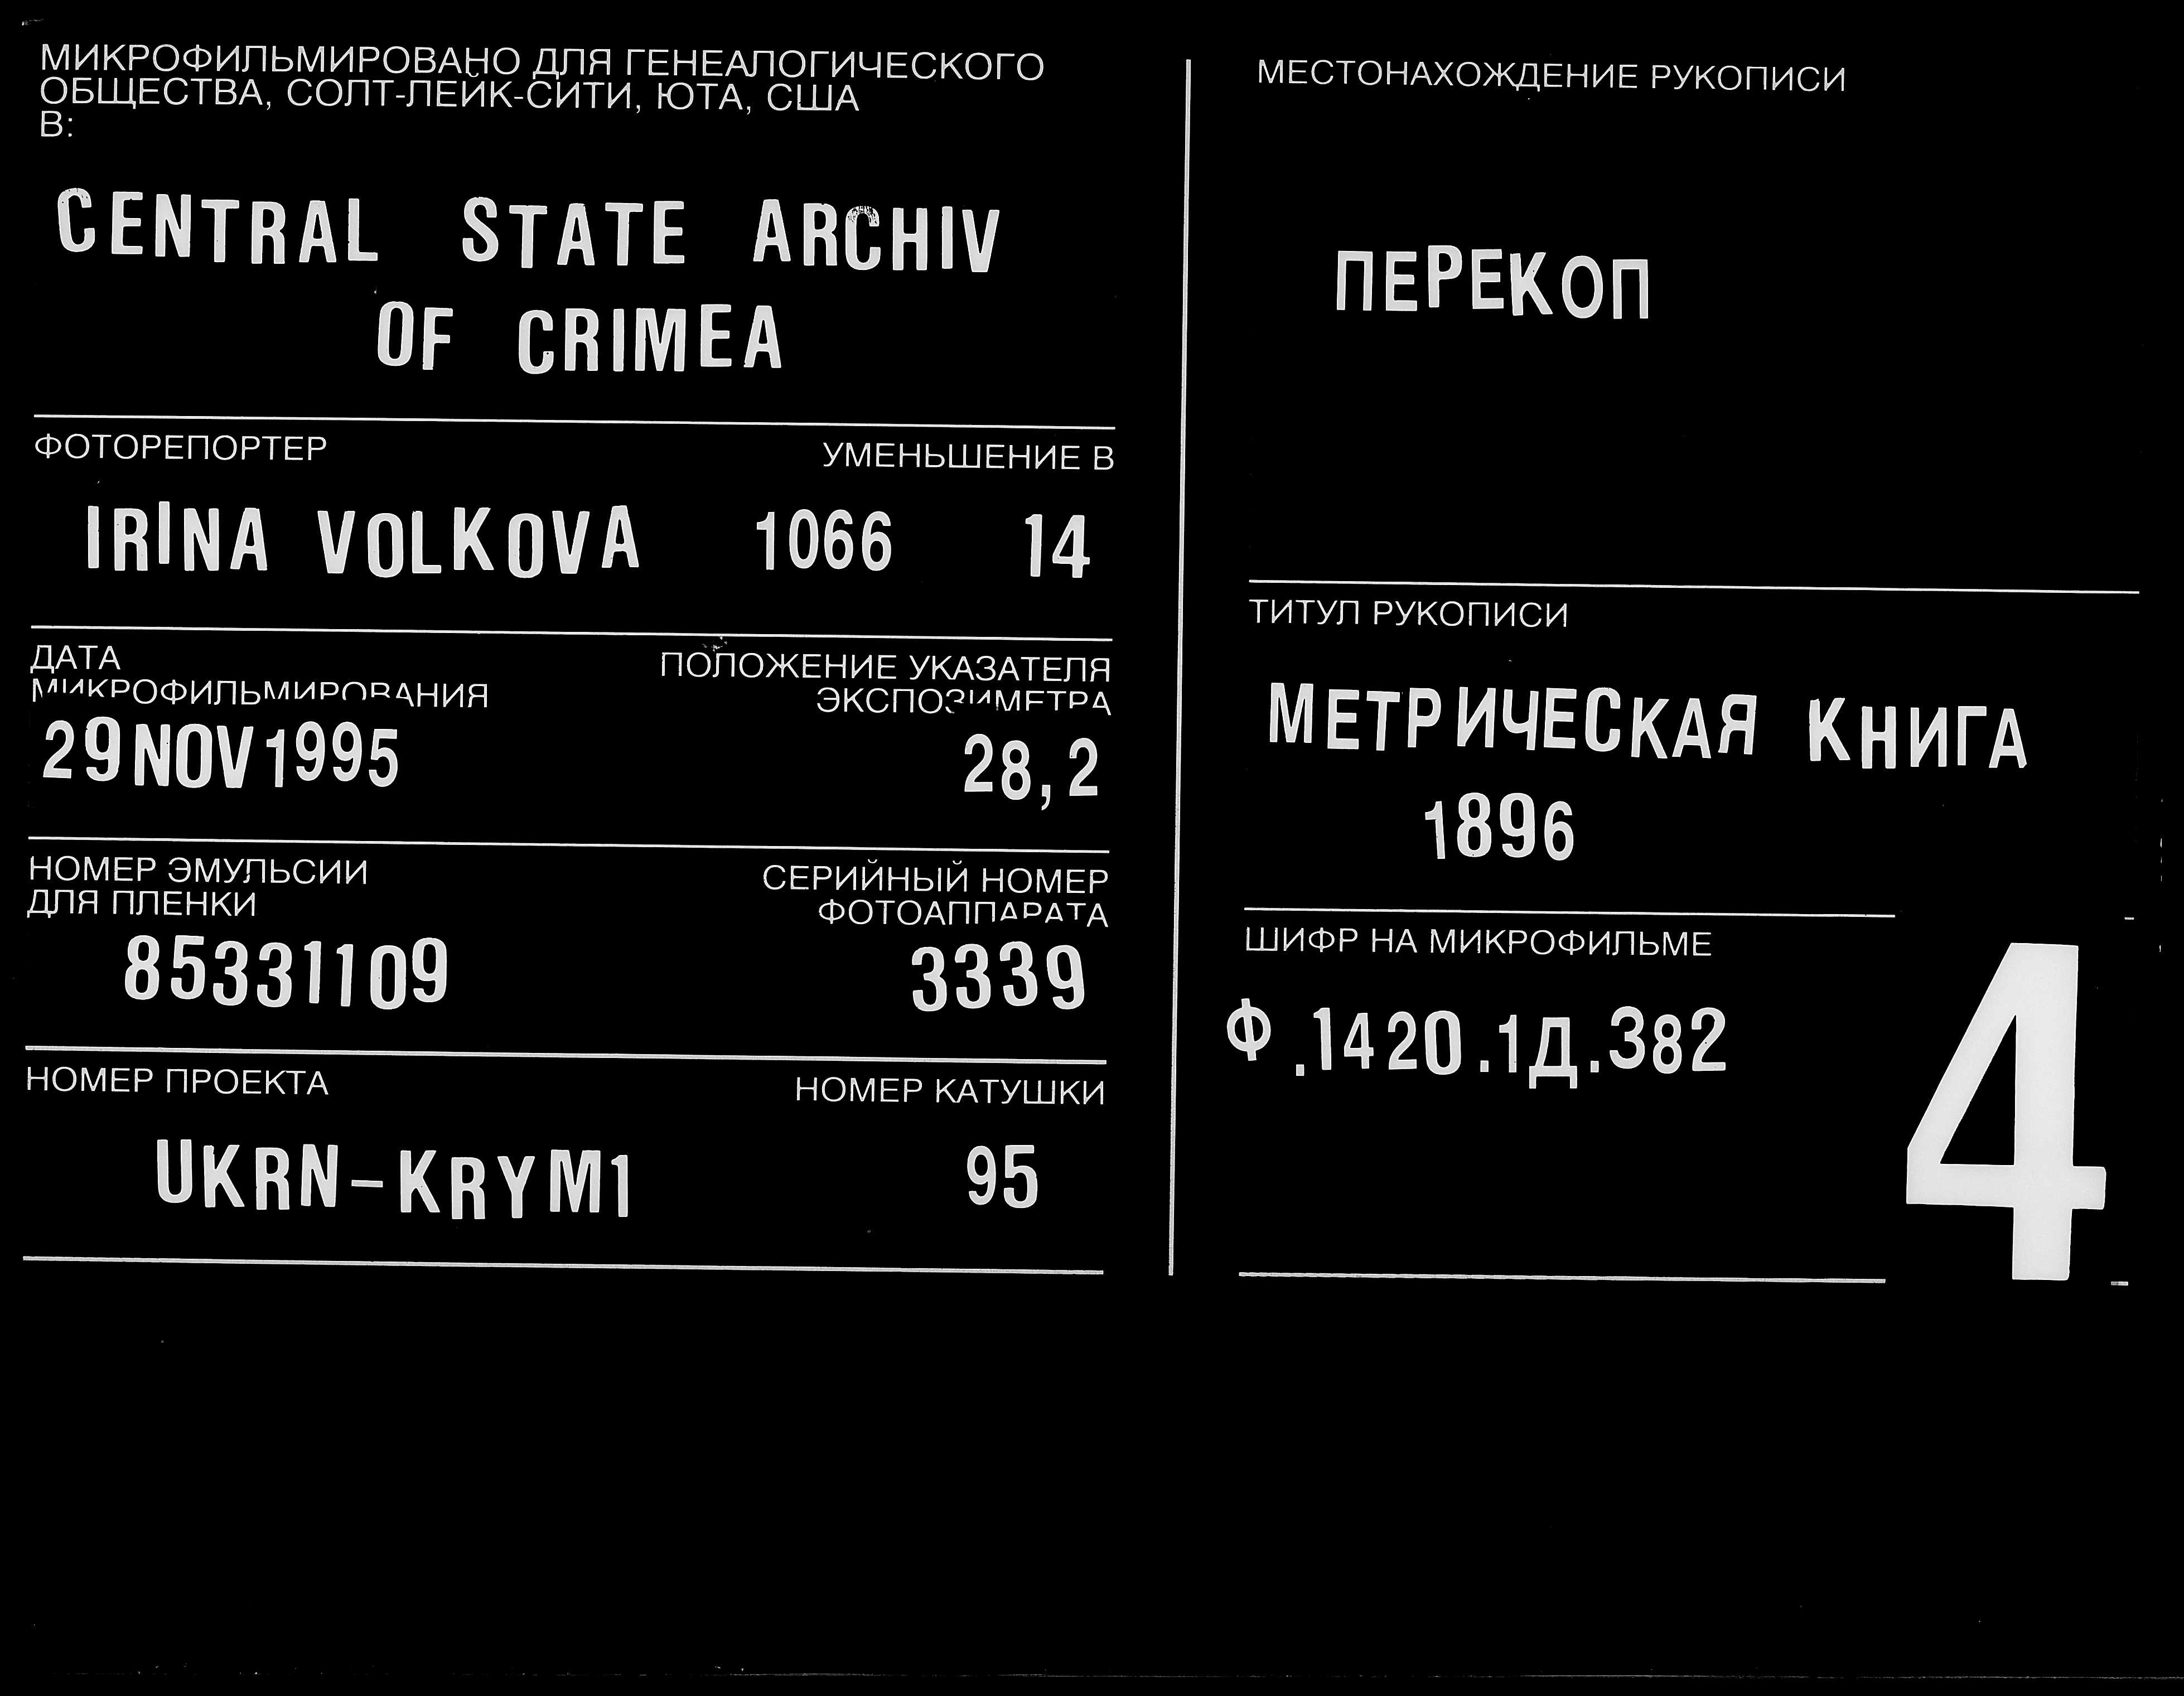 МИКРОФИЛЬМИРОВАНО ДЛЯ ГЕНЕАЛОГИЧЕСКОГО
ОБЩЕСТВА, СОЛТ-ЛЕЙК-СИТИ, ЮТА, США
В:
CENTRAL STATE ARCHIV
OF CRIMEA
ФОТОРЕПОРТЕР УМЕНЬШЕНИЕ В
IRINA VOLKOVA 1066 14
ДАТА
МИКРОФИЛЬМИРОВАНИЯ
ПОЛОЖЕНИЕ УКАЗАТЕЛЯ
ЭКСПОЗИМЕТРА
29NOV1995 28,2
НОМЕР ЭМУЛЬСИИ
ДЛЯ ПЛЕНКИ
СЕРИЙНЫЙ НОМЕР
ФОТОАППАРАТА
85331109 3339
НОМЕР ПРОЕКТА НОМЕР КАТУШКИ
UKRN-KRYM1 95
МЕСТОНАХОЖДЕНИЕ РУКОПИСИ
ПЕРЕКОП
ТИТУЛ РУКОПИСИ
МЕТРИЧЕСКАЯ КНИГА
1896
ШИФР НА МИКРОФИЛЬМЕ
Ф.1420.1Д.382
4